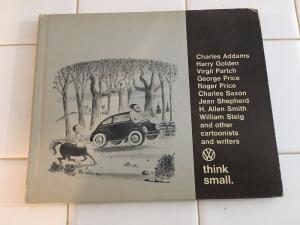 Charles Addams
Harry Golden
Virgil Partch
George Price
Roger Price
Charles Saxon
Jean Shepherd
H. Allen Smith
William Steig
and other
cartoonists
and writers
think
small.